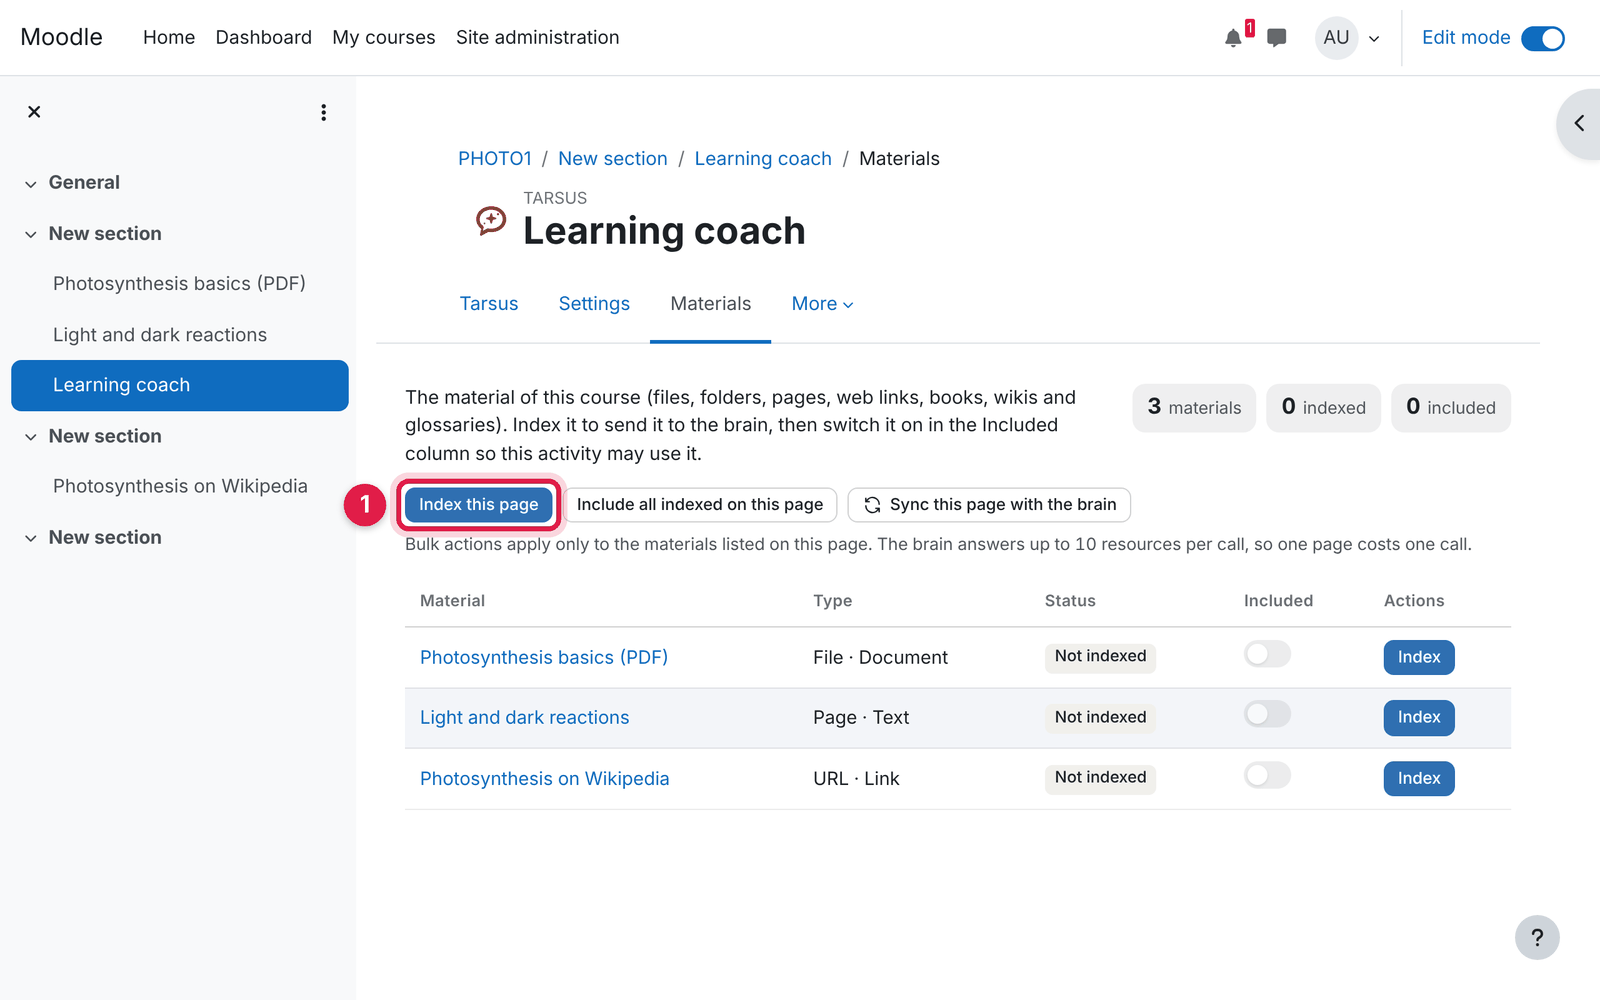 Moodle
Home
Dashboard
My courses
Site administration
1
AU
Edit mode
General
New section
Photosynthesis basics (PDF)
Light and dark reactions
Learning coach
New section
Photosynthesis on Wikipedia
New section
PHOTO1 / New section / Learning coach / Materials
TARSUS
Learning coach
Tarsus
Settings
Materials
More
The material of this course (files, folders, pages, web links, books, wikis and
glossaries). Index it to send it to the brain, then switch it on in the Included
column so this activity may use it.
3 materials
0 indexed
0 included
1
Index this page
Include all indexed on this page
Sync this page with the brain
Bulk actions apply only to the materials listed on this page. The brain answers up to 10 resources per call, so one page costs one call.
Material Type Status Included Actions
Photosynthesis basics (PDF) File · Document Not indexed Index
Light and dark reactions Page · Text Not indexed Index
Photosynthesis on Wikipedia URL · Link Not indexed Index
?